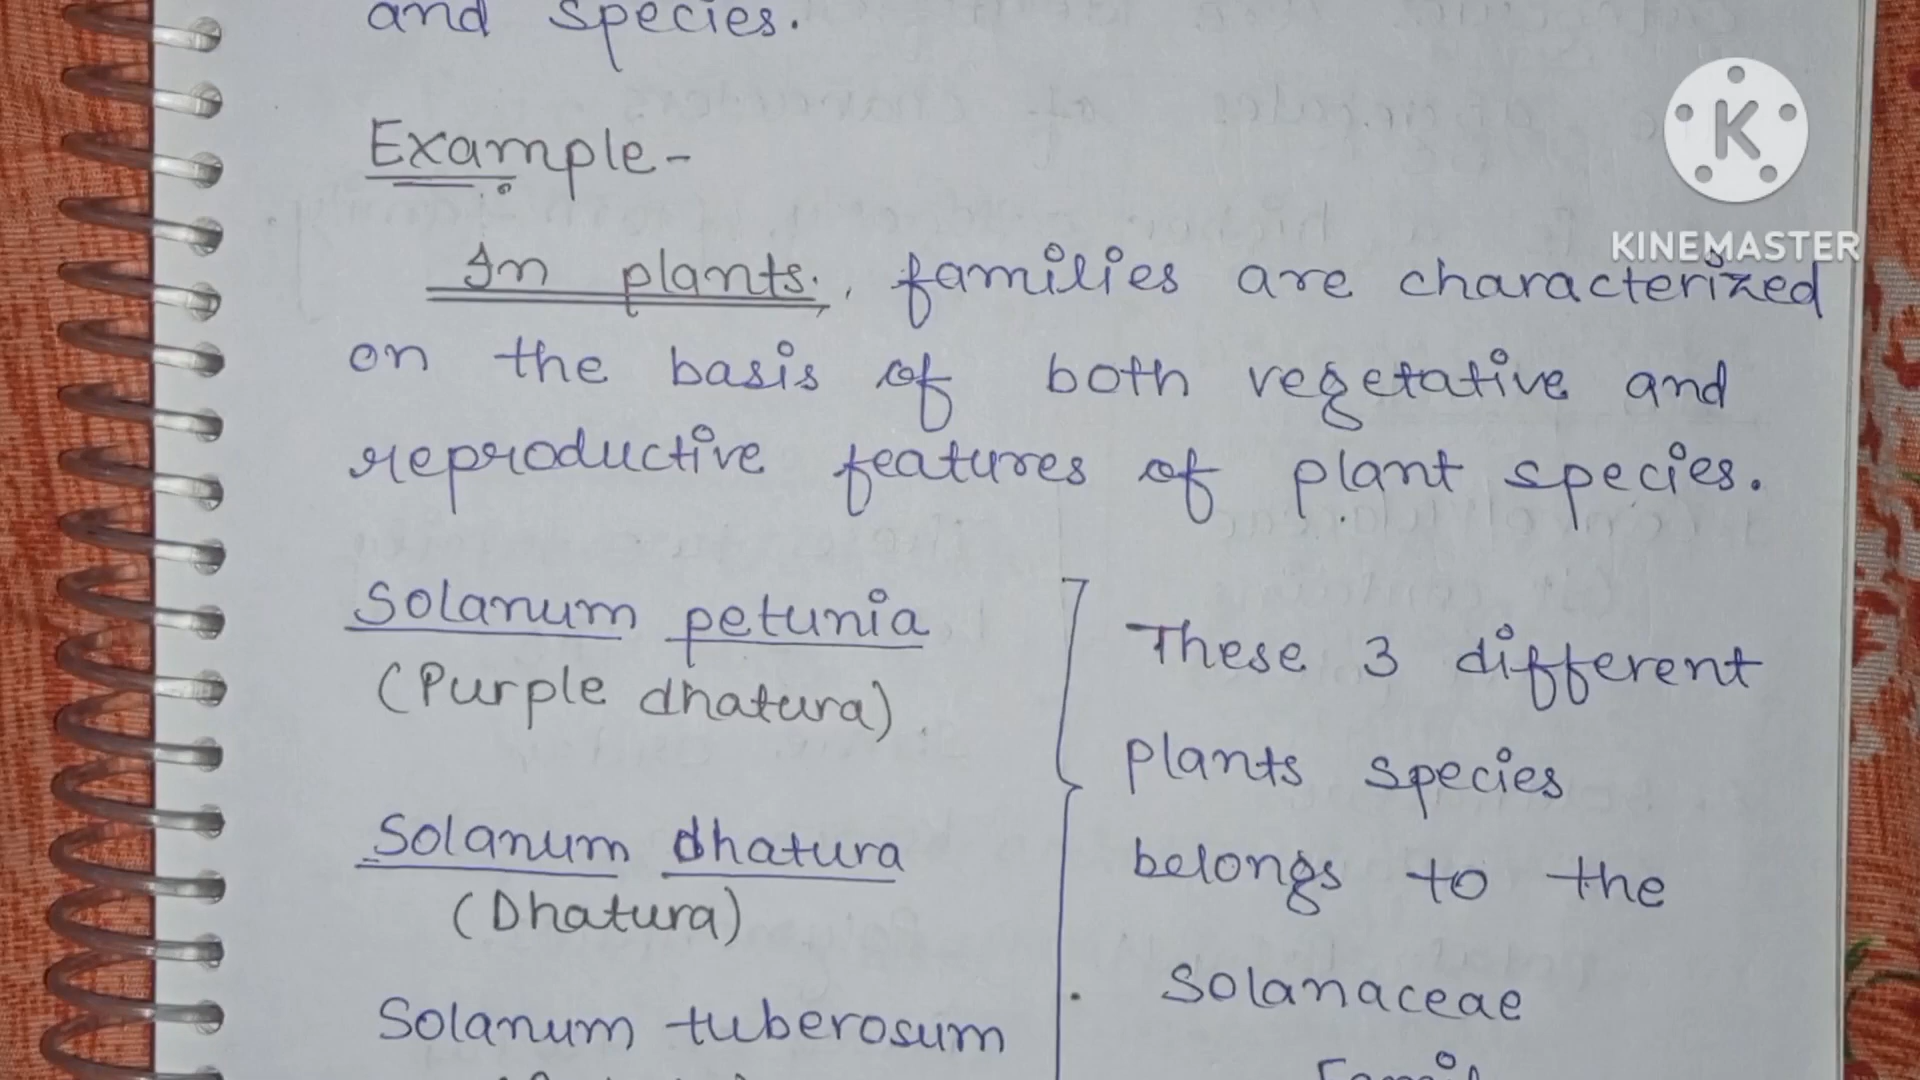 and species.
Example-
In plants, families are characterized
on the basis of both vegetative and
reproductive features of plant species.
Solanum petunia
(Purple dhatura)
Solanum dhatura
(Dhatura)
Solanum tuberosum
These 3 different
plants species
belongs to the
Solanaceae
K
KINEMASTER